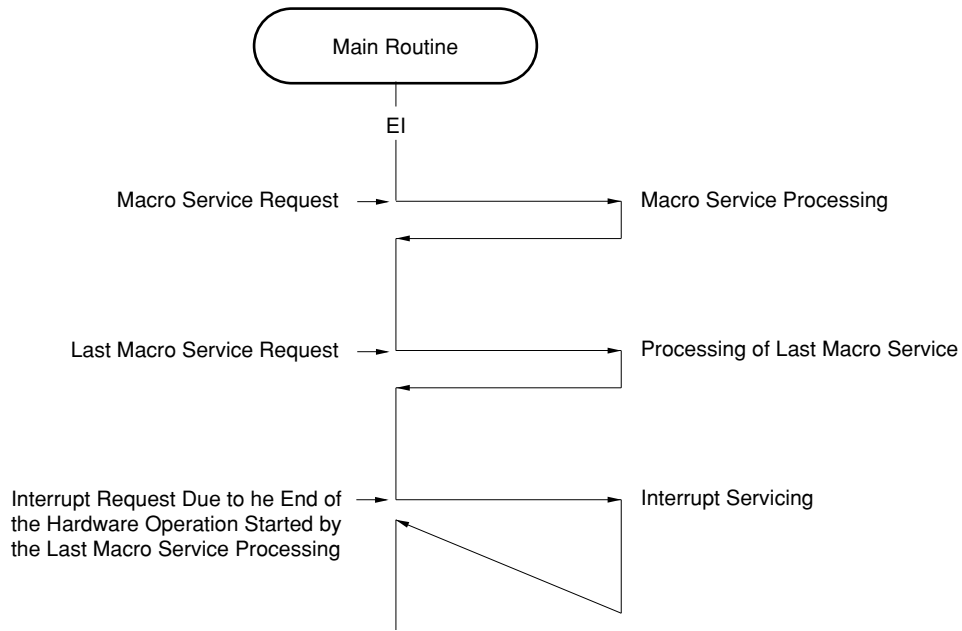 Main Routine
EI
Macro Service Request
Macro Service Processing
Last Macro Service Request
Processing of Last Macro Service
Interrupt Request Due to he End of
the Hardware Operation Started by
the Last Macro Service Processing
Interrupt Servicing